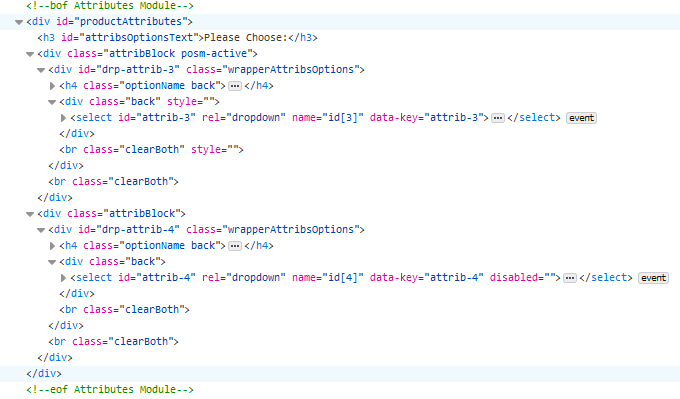 <!--bof Attributes Module-->
<div id="productAttributes">
<h3 id="attribsOptionsText">Please Choose:</h3>
<div class="attribBlock posm-active">
<div id="drp-attrib-3" class="wrapperAttribsOptions">
<h4 class="optionName back">…</h4>
<div class="back" style="">
<select id="attrib-3" rel="dropdown" name="id[3]" data-key="attrib-3">…</select> event
</div>
<br class="clearBoth" style="">
</div>
<br class="clearBoth">
</div>
<div class="attribBlock">
<div id="drp-attrib-4" class="wrapperAttribsOptions">
<h4 class="optionName back">…</h4>
<div class="back">
<select id="attrib-4" rel="dropdown" name="id[4]" data-key="attrib-4" disabled="">…</select> event
</div>
<br class="clearBoth">
</div>
<br class="clearBoth">
</div>
</div>
<!--eof Attributes Module-->